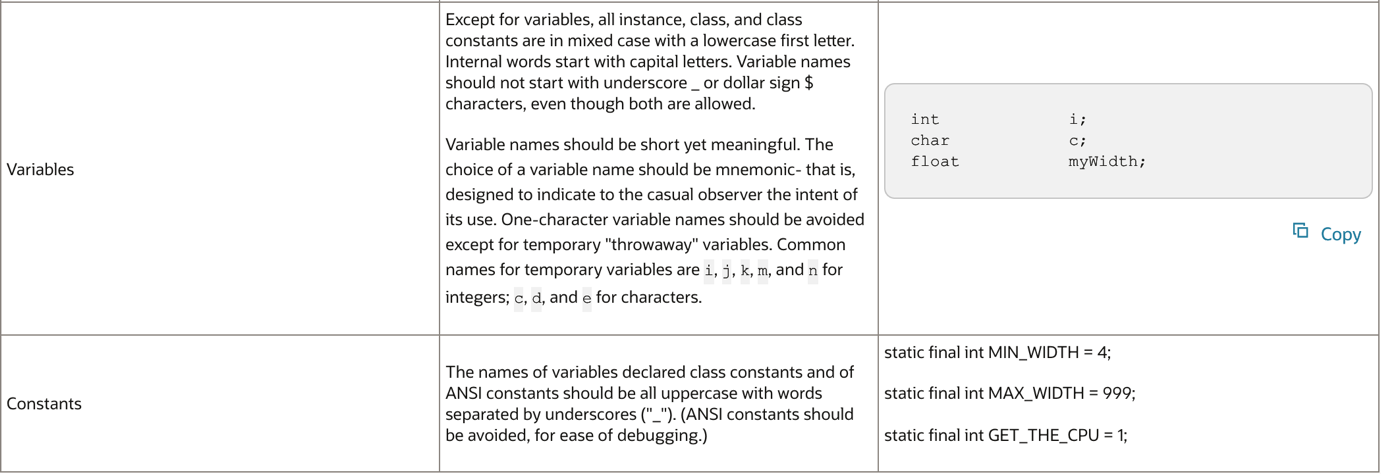 Variables
Except for variables, all instance, class, and class
constants are in mixed case with a lowercase first letter.
Internal words start with capital letters. Variable names
should not start with underscore _ or dollar sign $
characters, even though both are allowed.
Variable names should be short yet meaningful. The
choice of a variable name should be mnemonic- that is,
designed to indicate to the casual observer the intent of
its use. One-character variable names should be avoided
except for temporary "throwaway" variables. Common
names for temporary variables are i, j, k, m, and n for
integers; c, d, and e for characters.
int i;
char c;
float myWidth;
Copy
Constants
The names of variables declared class constants and of
ANSI constants should be all uppercase with words
separated by underscores ("_"). (ANSI constants should
be avoided, for ease of debugging.)
static final int MIN_WIDTH = 4;
static final int MAX_WIDTH = 999;
static final int GET_THE_CPU = 1;